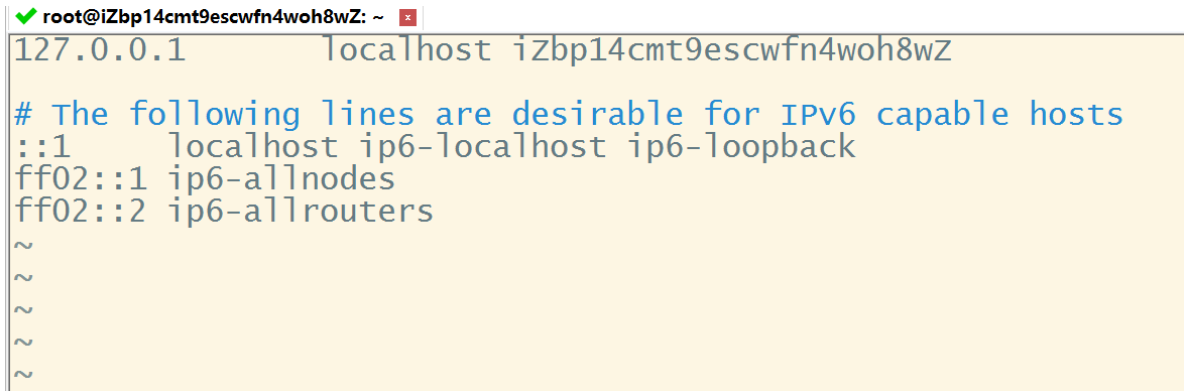 root@iZbp14cmt9escwfn4woh8wZ: ~
127.0.0.1 localhost iZbp14cmt9escwfn4woh8wZ
# The following lines are desirable for IPv6 capable hosts
::1 localhost ip6-localhost ip6-loopback
ff02::1 ip6-allnodes
ff02::2 ip6-allrouters
~
~
~
~
~